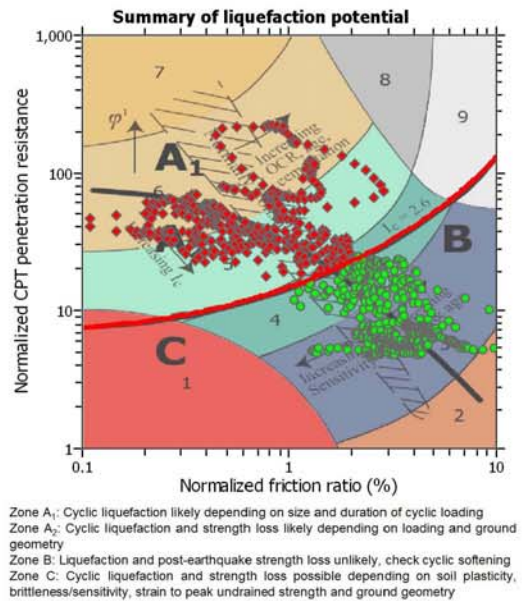 Summary of liquefaction potential
1,000
7
8
9
φ'
A1
Increasing
OCR, age,
cementation
100
6
A
Increasing Ic
5
Ic = 2.6
B
10
4
C
1
Increasing
Sensitivity
3
2
1
0.1
1
10
Normalized CPT penetration resistance
Normalized friction ratio (%)
Zone A1: Cyclic liquefaction likely depending on size and duration of cyclic loading
Zone A2: Cyclic liquefaction and strength loss likely depending on loading and ground
geometry
Zone B: Liquefaction and post-earthquake strength loss unlikely, check cyclic softening
Zone C: Cyclic liquefaction and strength loss possible depending on soil plasticity,
brittleness/sensitivity, strain to peak undrained strength and ground geometry